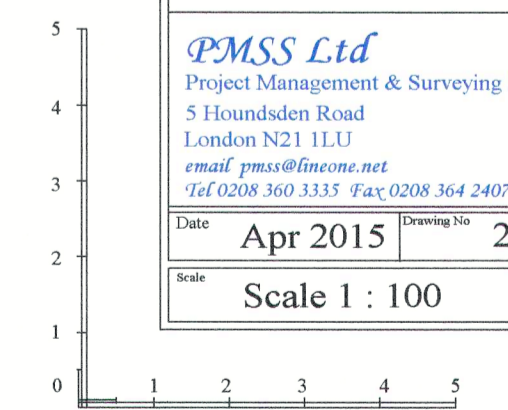 PMSS Ltd
Project Management & Surveying
5 Houndsden Road
London N21 1LU
email pmss@lineone.net
Tel 0208 360 3335 Fax 0208 364 2407
Date Apr 2015 Drawing No 2
Scale
Scale 1 : 100
5
4
3
2
1
0 1 2 3 4 5